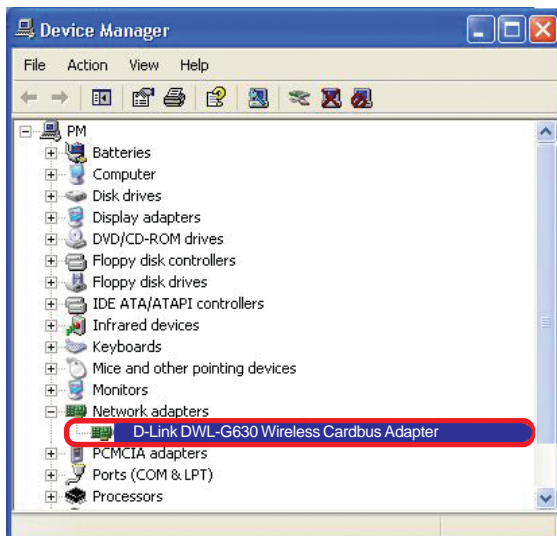 Device Manager
File Action View Help
PM
Batteries
Computer
Disk drives
Display adapters
DVD/CD-ROM drives
Floppy disk controllers
Floppy disk drives
IDE ATA/ATAPI controllers
Infrared devices
Keyboards
Mice and other pointing devices
Monitors
Network adapters
D-Link DWL-G630 Wireless Cardbus Adapter
PCMCIA adapters
Ports (COM & LPT)
Processors